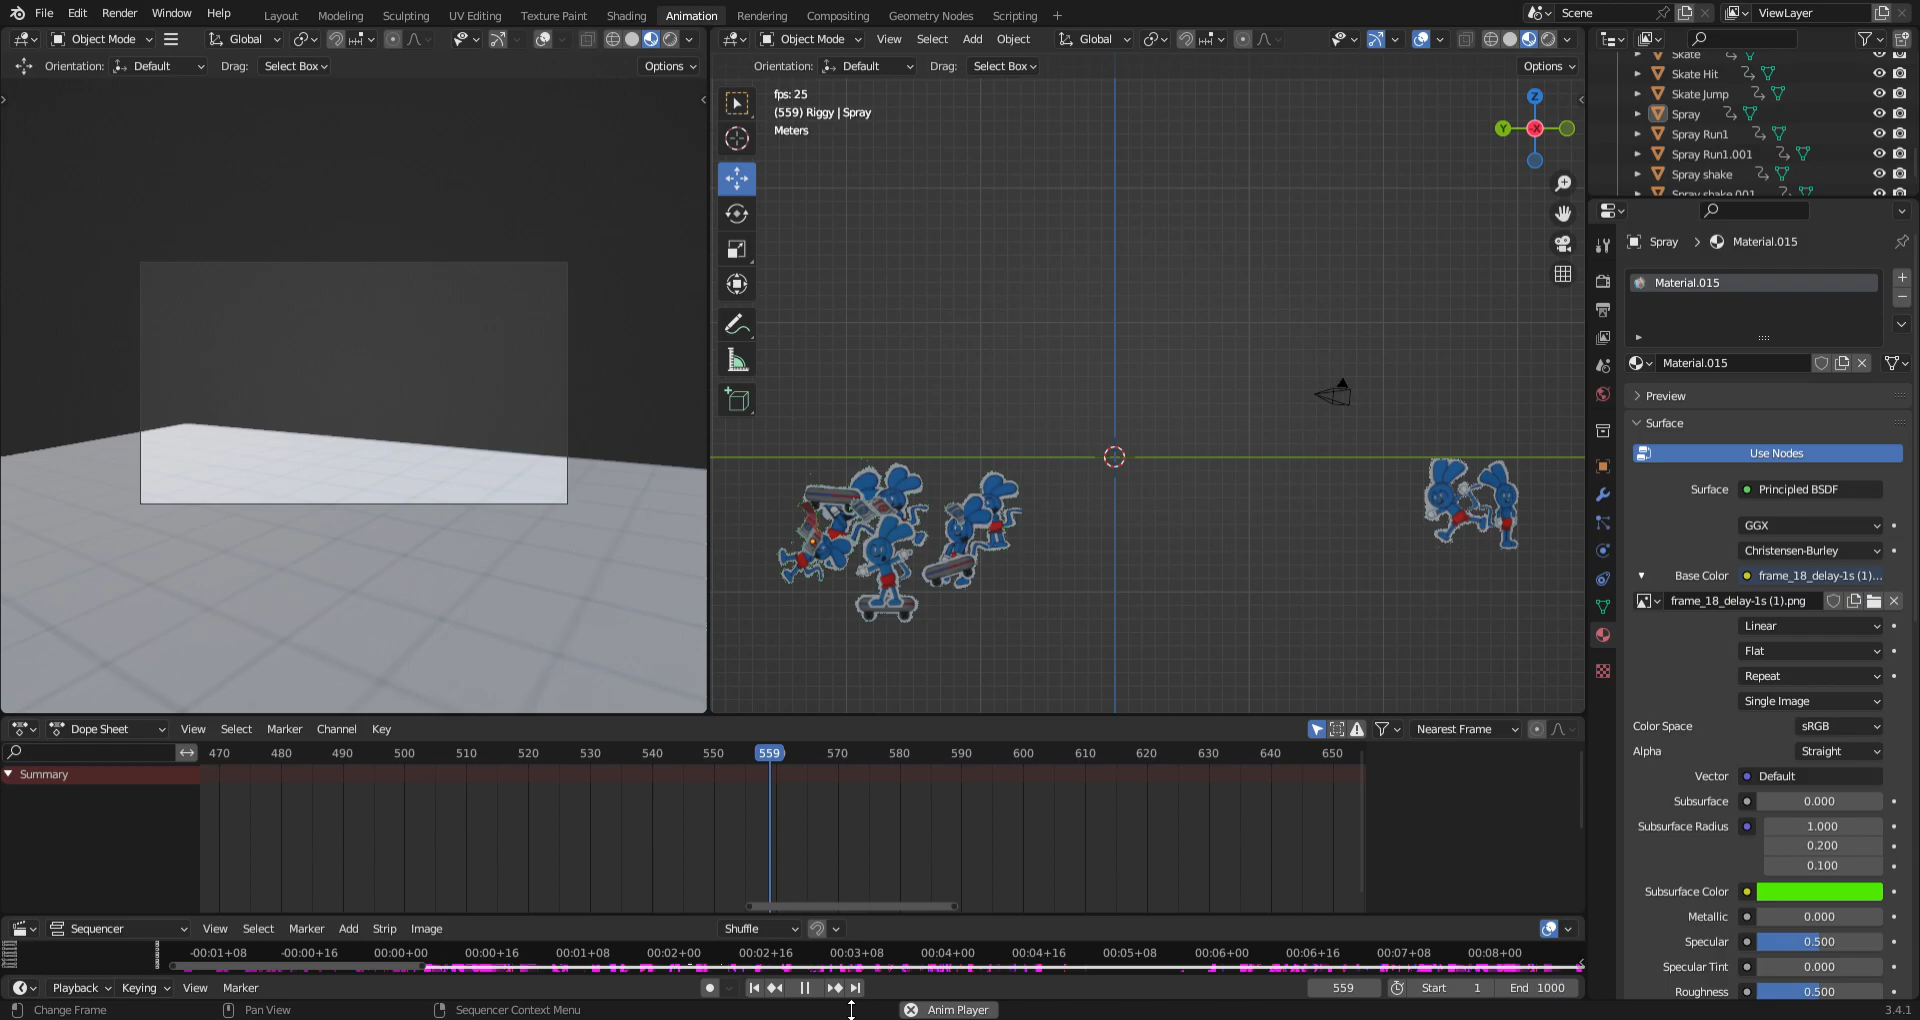 File Edit Render Window Help Layout Modeling Sculpting UV Editing Texture Paint Shading Animation Rendering Compositing Geometry Nodes Scripting + Scene ViewLayer
Object Mode Global Object Mode View Select Add Object Global
Orientation: Default Drag: Select Box Options Orientation: Default Drag: Select Box Options
fps: 25
(559) Riggy | Spray
Meters
Z
Y
X
Skate
Skate Hit
Skate Jump
Spray
Spray Run1
Spray Run1.001
Spray shake
Spray shake.001
Spray > Material.015
Material.015
Material.015
Preview
Surface
Use Nodes
Surface Principled BSDF
GGX
Christensen-Burley
Base Color frame_18_delay-1s (1)...
frame_18_delay-1s (1).png
Linear
Flat
Repeat
Single Image
Color Space sRGB
Alpha Straight
Vector Default
Subsurface 0.000
Subsurface Radius 1.000
0.200
0.100
Subsurface Color
Metallic 0.000
Specular 0.500
Specular Tint 0.000
Roughness 0.500
Dope Sheet View Select Marker Channel Key Nearest Frame
470 480 490 500 510 520 530 540 550 559 570 580 590 600 610 620 630 640 650
Summary
Sequencer View Select Marker Add Strip Image Shuffle
-00:01+08 -00:00+16 00:00+00 00:00+16 00:01+08 00:02+00 00:02+16 00:03+08 00:04+00 00:04+16 00:05+08 00:06+00 00:06+16 00:07+08 00:08+00
Playback Keying View Marker 559 Start 1 End 1000
Change Frame Pan View Sequencer Context Menu Anim Player 3.4.1